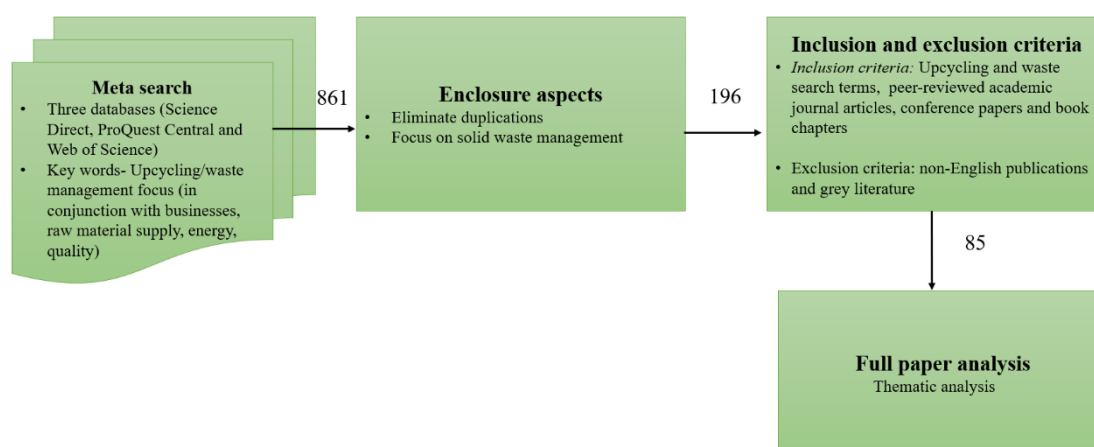 Meta search
• Three databases (Science
Direct, ProQuest Central and
Web of Science)
• Key words- Upcycling/waste
management focus (in
conjunction with businesses,
raw material supply, energy,
quality)
861
Enclosure aspects
• Eliminate duplications
• Focus on solid waste management
196
Inclusion and exclusion criteria
• Inclusion criteria: Upcycling and waste
search terms, peer-reviewed academic
journal articles, conference papers and book
chapters
• Exclusion criteria: non-English publications
and grey literature
85
Full paper analysis
Thematic analysis